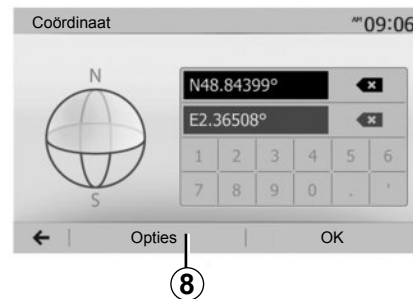 Coördinaat
AM 09:06
N
S
N48.84399°
E2.36508°
1 2 3 4 5 6
7 8 9 0 . '
Opties
OK
8